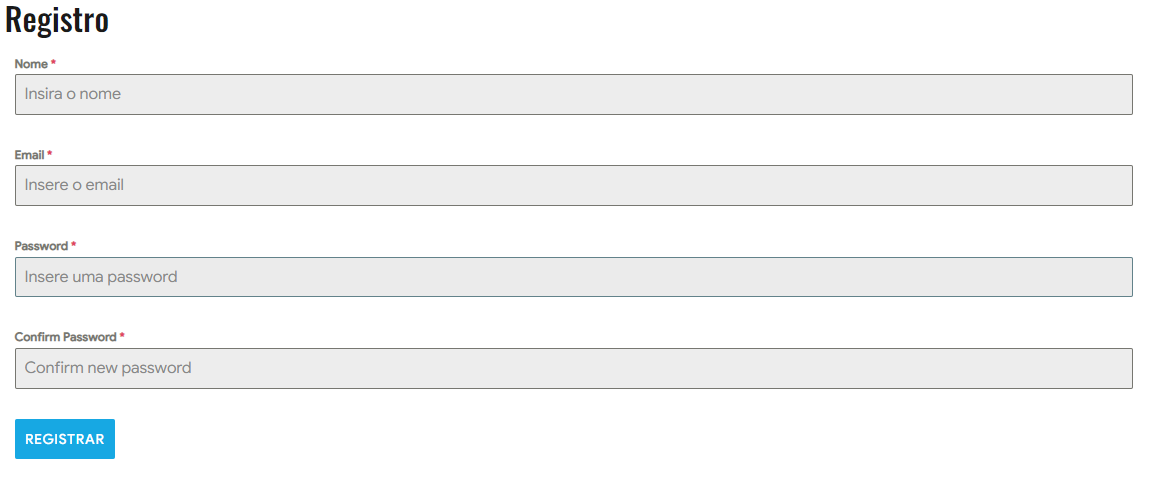 Registro
Nome *
Insira o nome
Email *
Insere o email
Password *
Insere uma password
Confirm Password *
Confirm new password
REGISTRAR